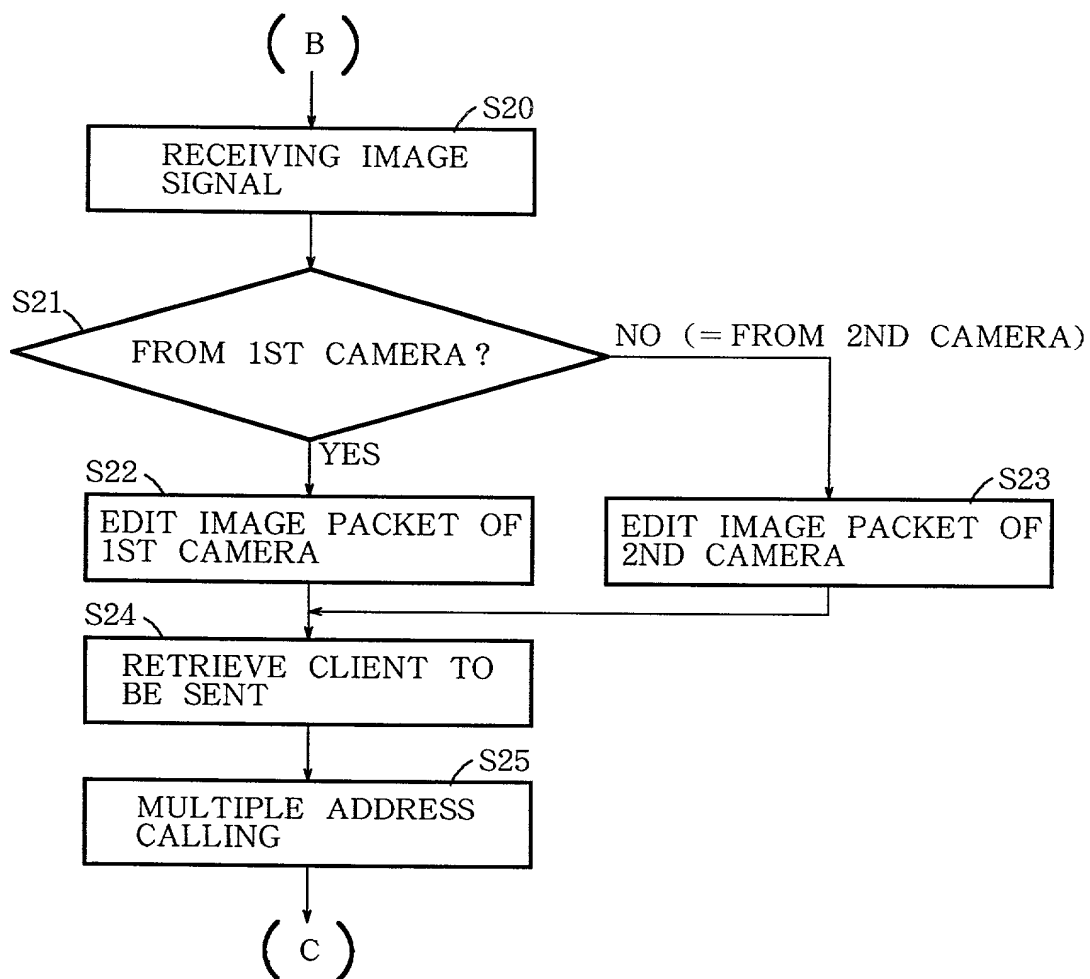 (B)
S20
RECEIVING IMAGE
SIGNAL
S21
FROM 1ST CAMERA?
NO (=FROM 2ND CAMERA)
YES
S22
EDIT IMAGE PACKET OF
1ST CAMERA
S23
EDIT IMAGE PACKET OF
2ND CAMERA
S24
RETRIEVE CLIENT TO
BE SENT
S25
MULTIPLE ADDRESS
CALLING
(C)